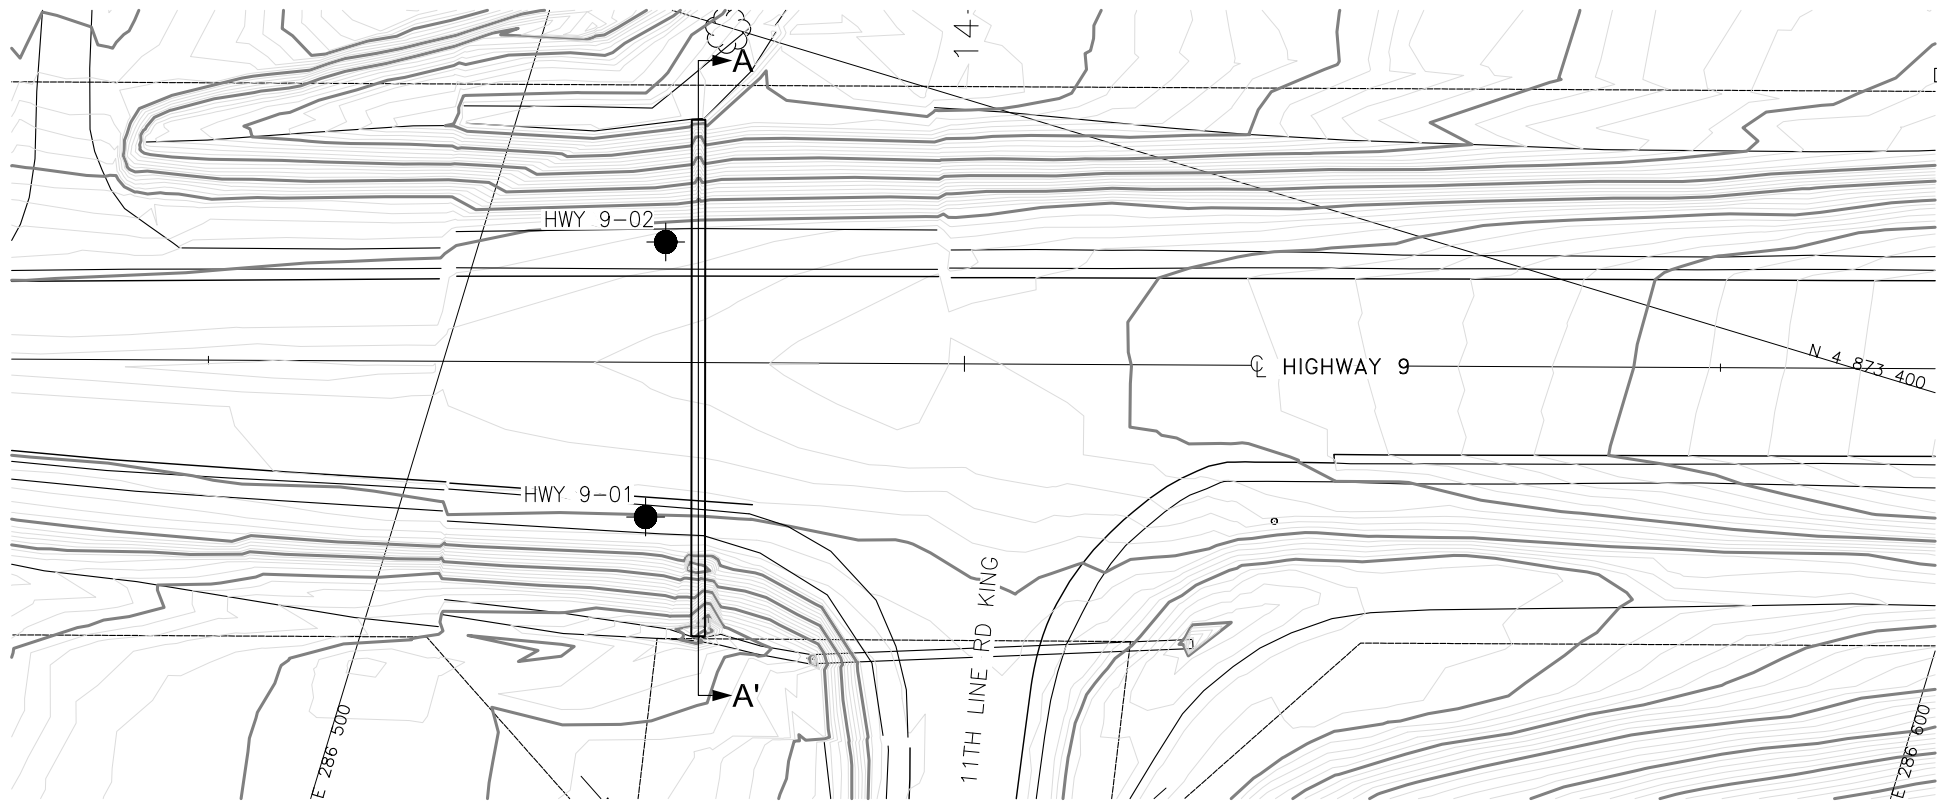 14
A
HWY 9-02
℄ HIGHWAY 9
N 4 873 400
HWY 9-01
11TH LINE RD KING
A'
E 286 500
E 286 600